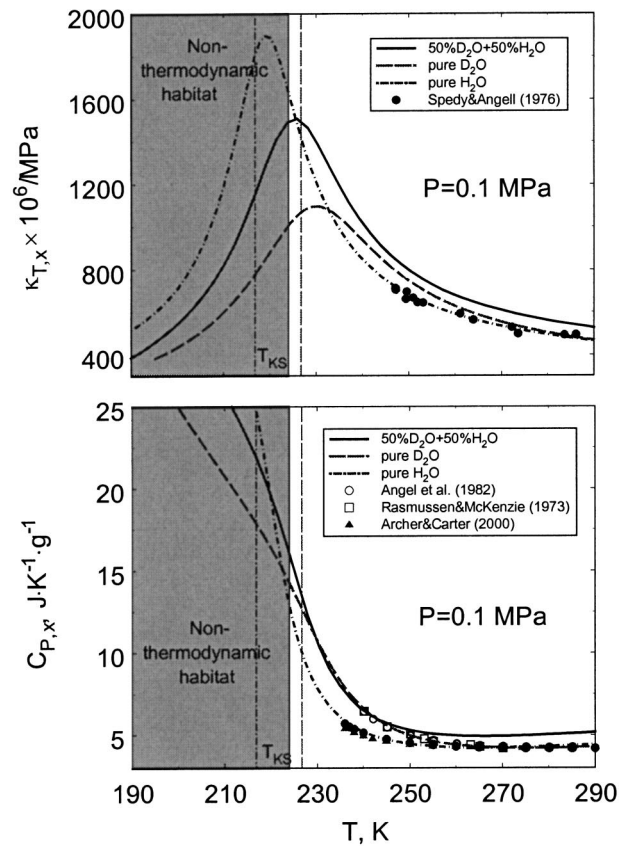 2000
1600
1200
800
400
κT,x × 10⁶/MPa
Non-
thermodynamic
habitat
50%D₂O+50%H₂O
pure D₂O
pure H₂O
Spedy&Angell (1976)
P=0.1 MPa
TKS
25
20
15
10
5
CP,x, J·K⁻¹·g⁻¹
50%D₂O+50%H₂O
pure D₂O
pure H₂O
Angel et al. (1982)
Rasmussen&McKenzie (1973)
Archer&Carter (2000)
P=0.1 MPa
Non-
thermodynamic
habitat
TKS
190 210 230 250 270 290
T, K